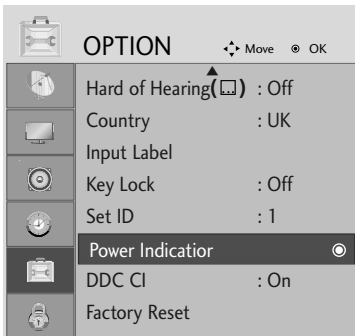 OPTION Move OK
Hard of Hearing( ) : Off
Country : UK
Input Label
Key Lock : Off
Set ID : 1
Power Indicatior
DDC CI : On
Factory Reset